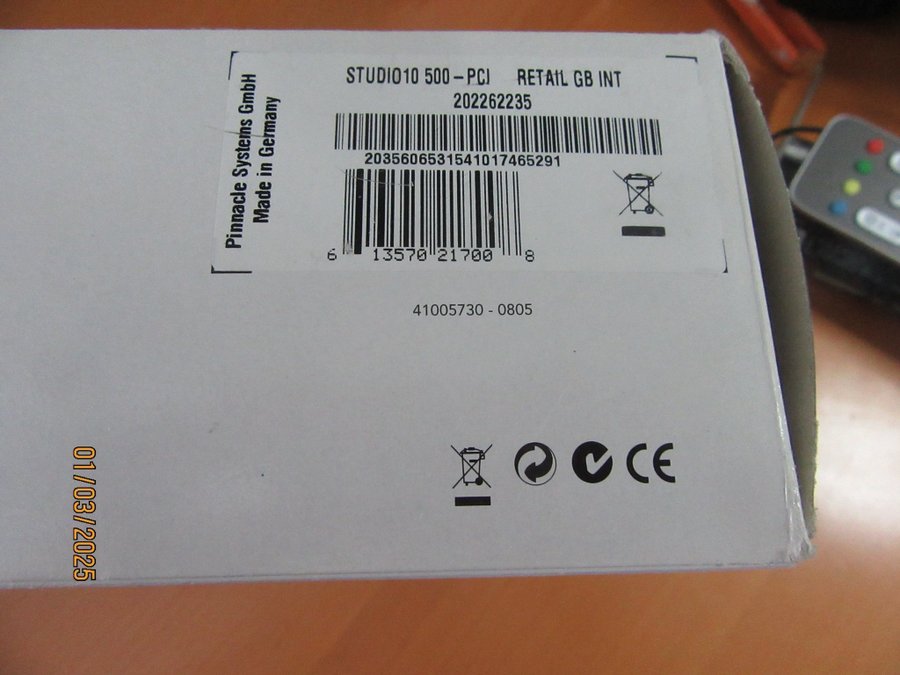 Pinnacle Systems GmbH
Made in Germany
STUDIO10 500-PCI RETAIL GB INT
202262235
2035606531541017465291
6 13570 21700 8
41005730 - 0805
CE
01/03/2025